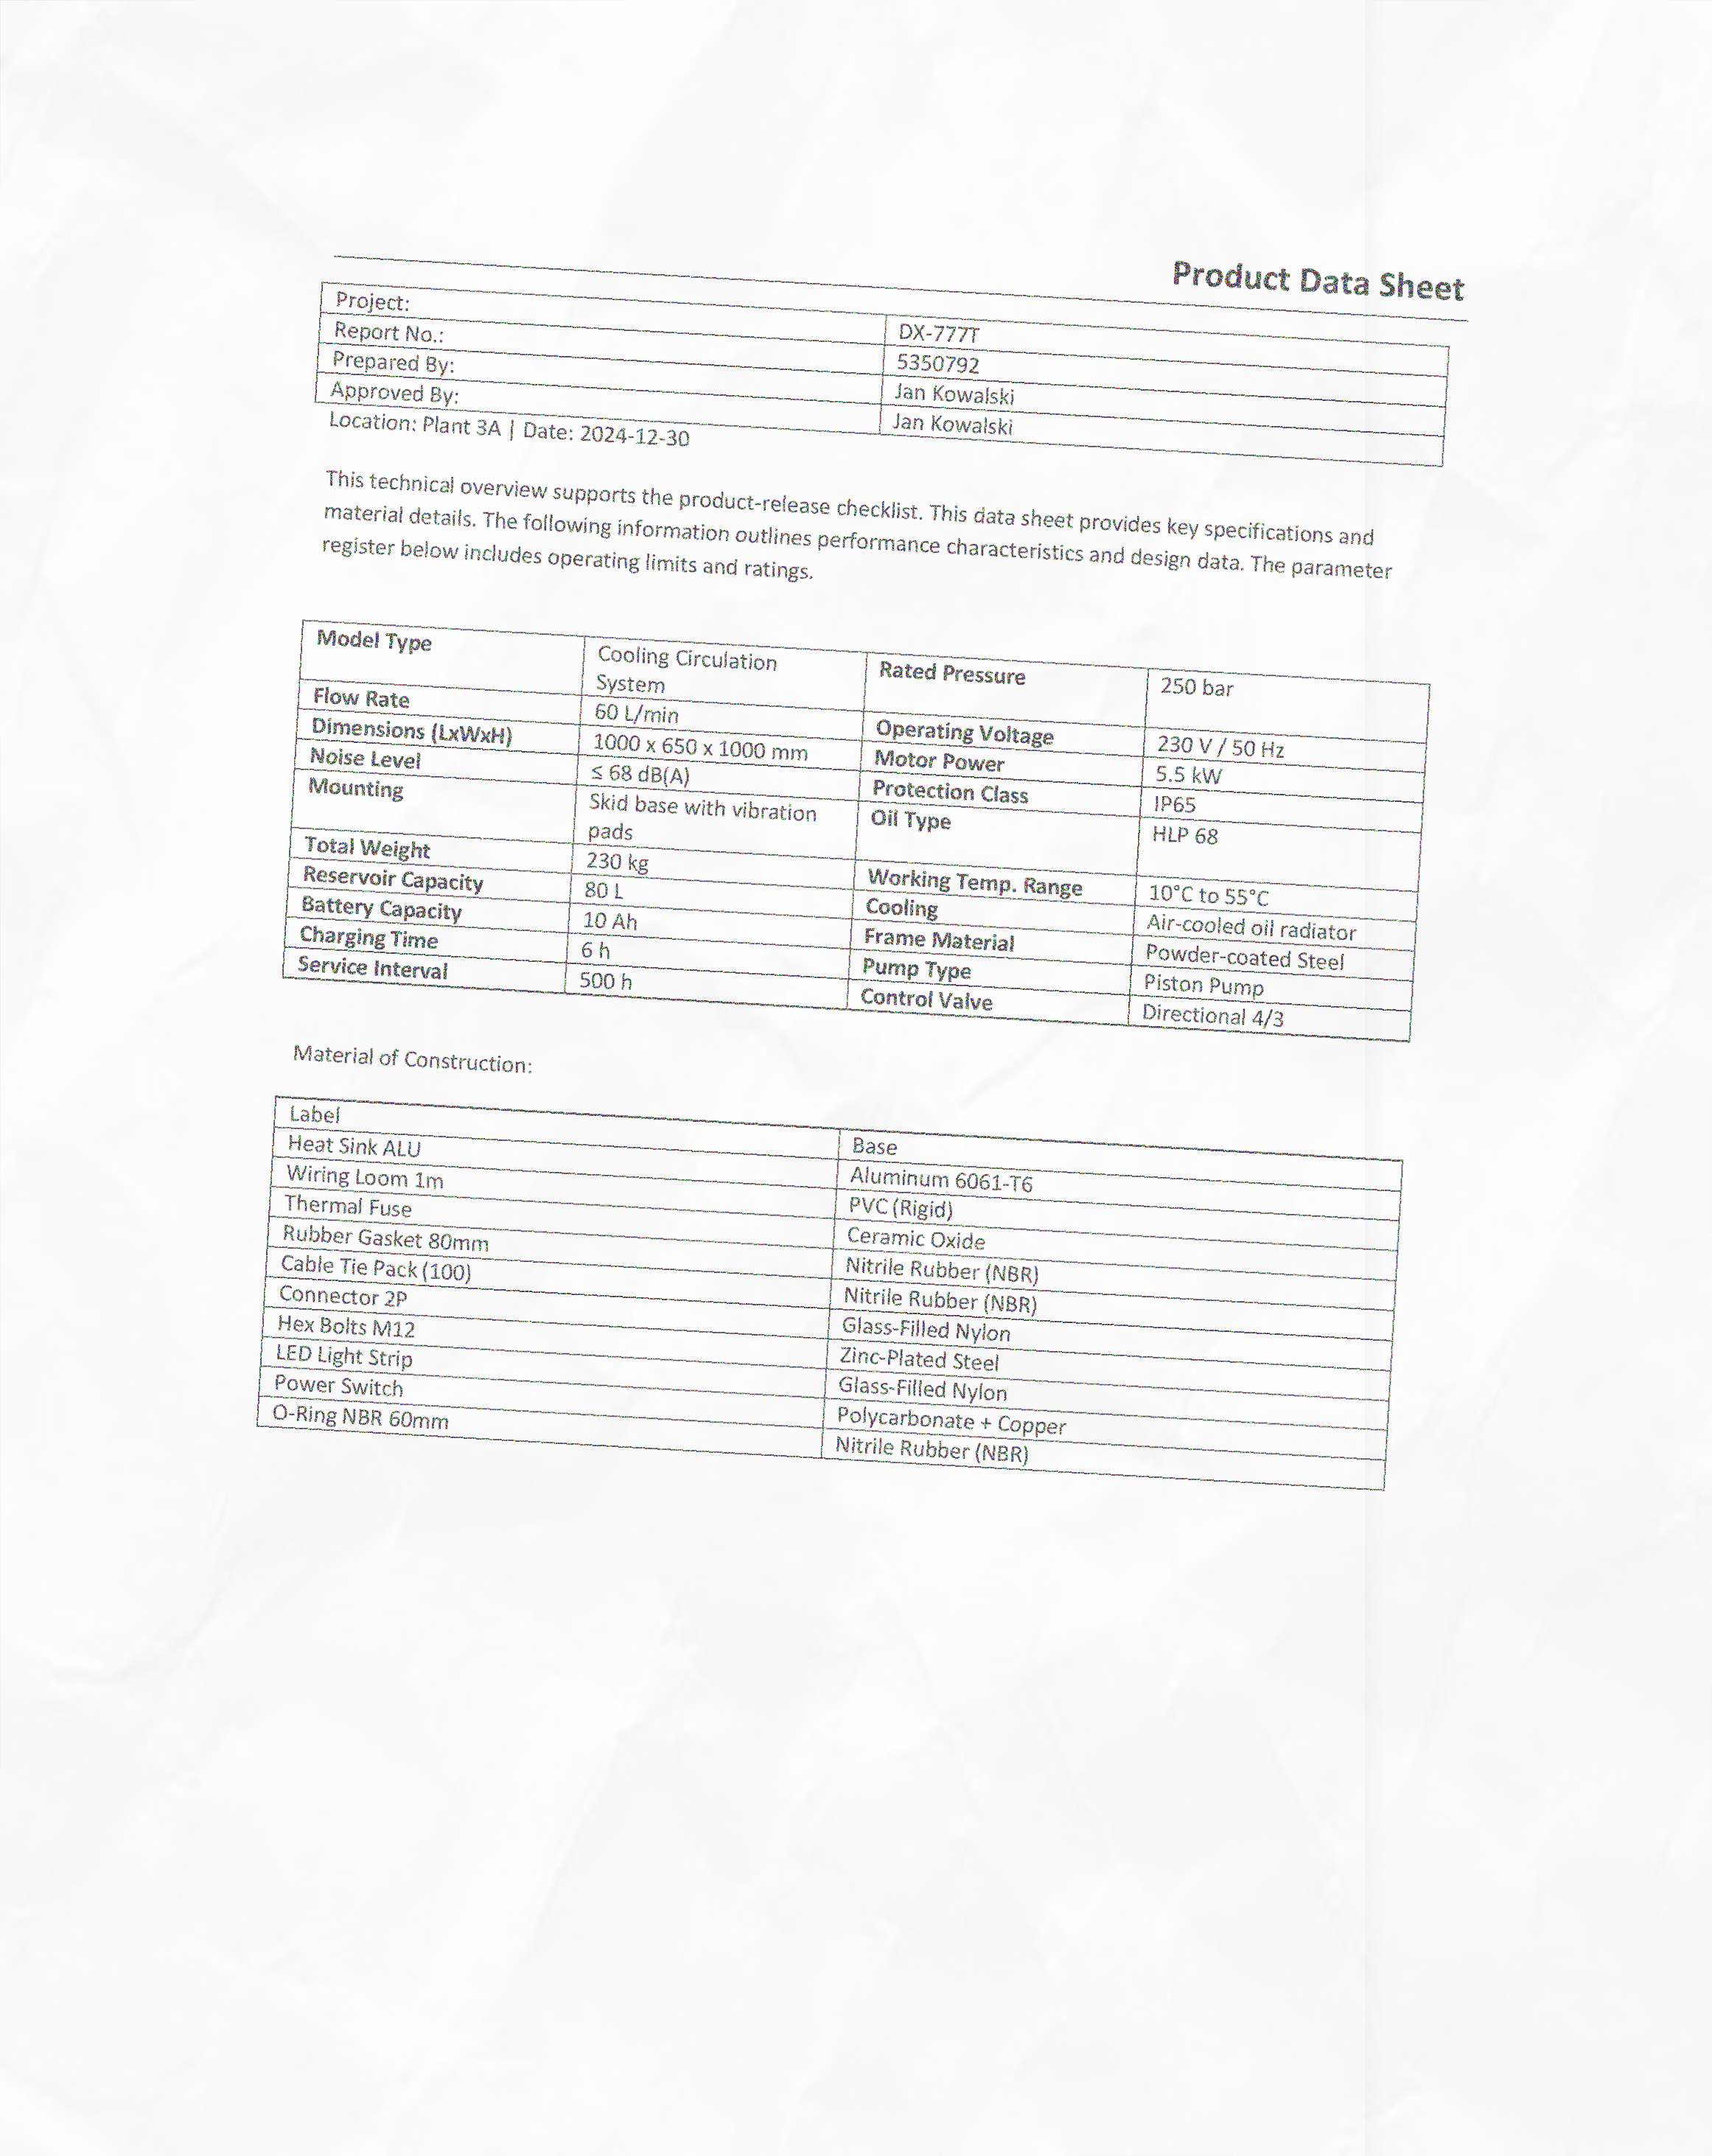 Product Data Sheet
Project: DX-777T
Report No.: 5350792
Prepared By: Jan Kowalski
Approved By: Jan Kowalski
Location: Plant 3A | Date: 2024-12-30
This technical overview supports the product-release checklist. This data sheet provides key specifications and
material details. The following information outlines performance characteristics and design data. The parameter
register below includes operating limits and ratings.
Model Type Cooling Circulation System Rated Pressure 250 bar
Flow Rate 60 L/min Operating Voltage 230 V / 50 Hz
Dimensions (LxWxH) 1000 x 650 x 1000 mm Motor Power 5.5 kW
Noise Level ≤ 68 dB(A) Protection Class IP65
Mounting Skid base with vibration pads Oil Type HLP 68
Total Weight 230 kg Working Temp. Range 10°C to 55°C
Reservoir Capacity 80 L Cooling Air-cooled oil radiator
Battery Capacity 10 Ah Frame Material Powder-coated Steel
Charging Time 6 h Pump Type Piston Pump
Service Interval 500 h Control Valve Directional 4/3
Material of Construction:
Label Base
Heat Sink ALU Aluminum 6061-T6
Wiring Loom 1m PVC (Rigid)
Thermal Fuse Ceramic Oxide
Rubber Gasket 80mm Nitrile Rubber (NBR)
Cable Tie Pack (100) Nitrile Rubber (NBR)
Connector 2P Glass-Filled Nylon
Hex Bolts M12 Zinc-Plated Steel
LED Light Strip Glass-Filled Nylon
Power Switch Polycarbonate + Copper
O-Ring NBR 60mm Nitrile Rubber (NBR)